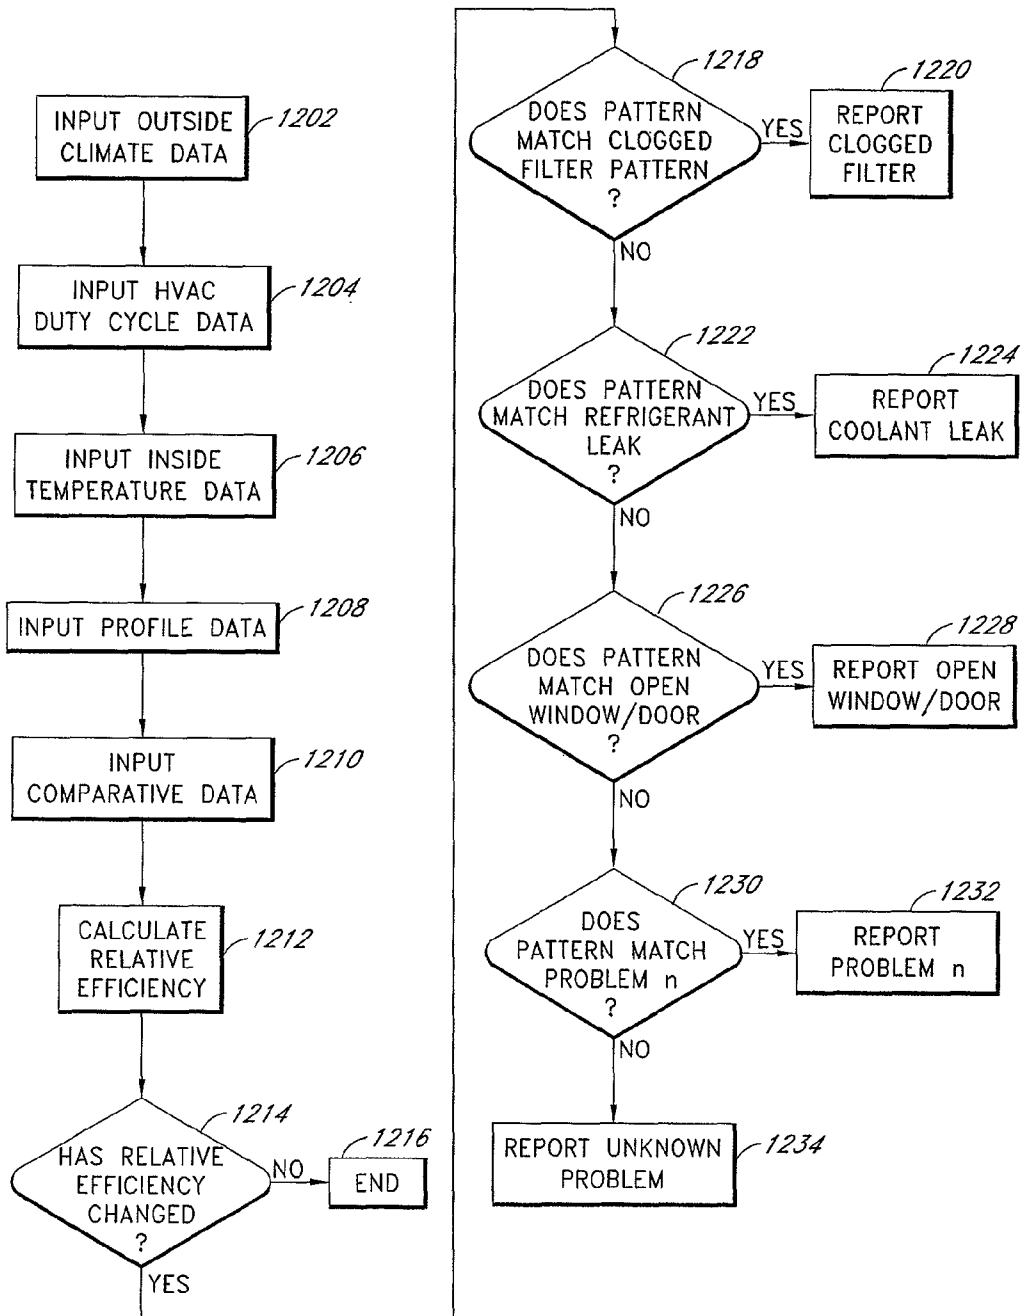 INPUT OUTSIDE
CLIMATE DATA
1202
INPUT HVAC
DUTY CYCLE DATA
1204
INPUT INSIDE
TEMPERATURE DATA
1206
INPUT PROFILE DATA
1208
INPUT
COMPARATIVE DATA
1210
CALCULATE
RELATIVE
EFFICIENCY
1212
HAS RELATIVE
EFFICIENCY
CHANGED
?
1214
NO
END
1216
YES
DOES PATTERN
MATCH CLOGGED
FILTER PATTERN
?
1218
YES
REPORT
CLOGGED
FILTER
1220
NO
DOES PATTERN
MATCH REFRIGERANT
LEAK
?
1222
YES
REPORT
COOLANT LEAK
1224
NO
DOES PATTERN
MATCH OPEN
WINDOW/DOOR
?
1226
YES
REPORT OPEN
WINDOW/DOOR
1228
NO
DOES
PATTERN MATCH
PROBLEM n
?
1230
YES
REPORT
PROBLEM n
1232
NO
REPORT UNKNOWN
PROBLEM
1234